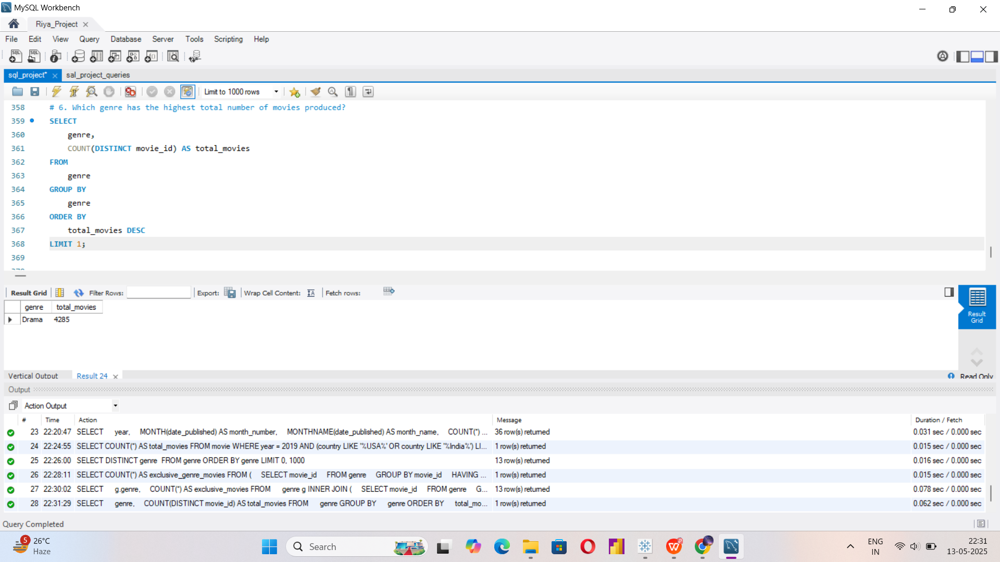 MySQL Workbench
Riya_Project
File Edit View Query Database Server Tools Scripting Help
sql_project* sal_project_queries
Limit to 1000 rows
358 # 6. Which genre has the highest total number of movies produced?
359 SELECT
360 genre,
361 COUNT(DISTINCT movie_id) AS total_movies
362 FROM
363 genre
364 GROUP BY
365 genre
366 ORDER BY
367 total_movies DESC
368 LIMIT 1;
369
Result Grid Filter Rows: Export: Wrap Cell Content: Fetch rows:
genre total_movies
Drama 4285
Result
Grid
Vertical Output Result 24 Read Only
Output
Action Output
# Time Action Message Duration / Fetch
23 22:20:47 SELECT year, MONTH(date_published) AS month_number, MONTHNAME(date_published) AS month_name, COUNT(*) ... 36 row(s) returned 0.031 sec / 0.000 sec
24 22:24:55 SELECT COUNT(*) AS total_movies FROM movie WHERE year = 2019 AND (country LIKE '%USA%' OR country LIKE '%India%') LI... 1 row(s) returned 0.015 sec / 0.000 sec
25 22:26:00 SELECT DISTINCT genre FROM genre ORDER BY genre LIMIT 0, 1000 13 row(s) returned 0.016 sec / 0.000 sec
26 22:28:11 SELECT COUNT(*) AS exclusive_genre_movies FROM ( SELECT movie_id FROM genre GROUP BY movie_id HAVING ... 1 row(s) returned 0.015 sec / 0.000 sec
27 22:30:02 SELECT g.genre, COUNT(*) AS exclusive_movies FROM genre g INNER JOIN ( SELECT movie_id FROM genre G... 13 row(s) returned 0.078 sec / 0.000 sec
28 22:31:29 SELECT genre, COUNT(DISTINCT movie_id) AS total_movies FROM genre GROUP BY genre ORDER BY total_mo... 1 row(s) returned 0.062 sec / 0.000 sec
Query Completed
5 26°C
Haze
Search
ENG
IN
22:31
13-05-2025